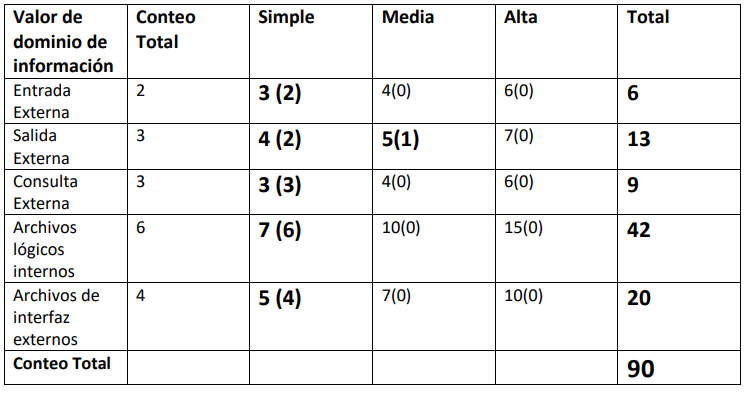 Valor de dominio de información Conteo Total Simple Media Alta Total
Entrada Externa 2 3 (2) 4(0) 6(0) 6
Salida Externa 3 4 (2) 5(1) 7(0) 13
Consulta Externa 3 3 (3) 4(0) 6(0) 9
Archivos lógicos internos 6 7 (6) 10(0) 15(0) 42
Archivos de interfaz externos 4 5 (4) 7(0) 10(0) 20
Conteo Total 90